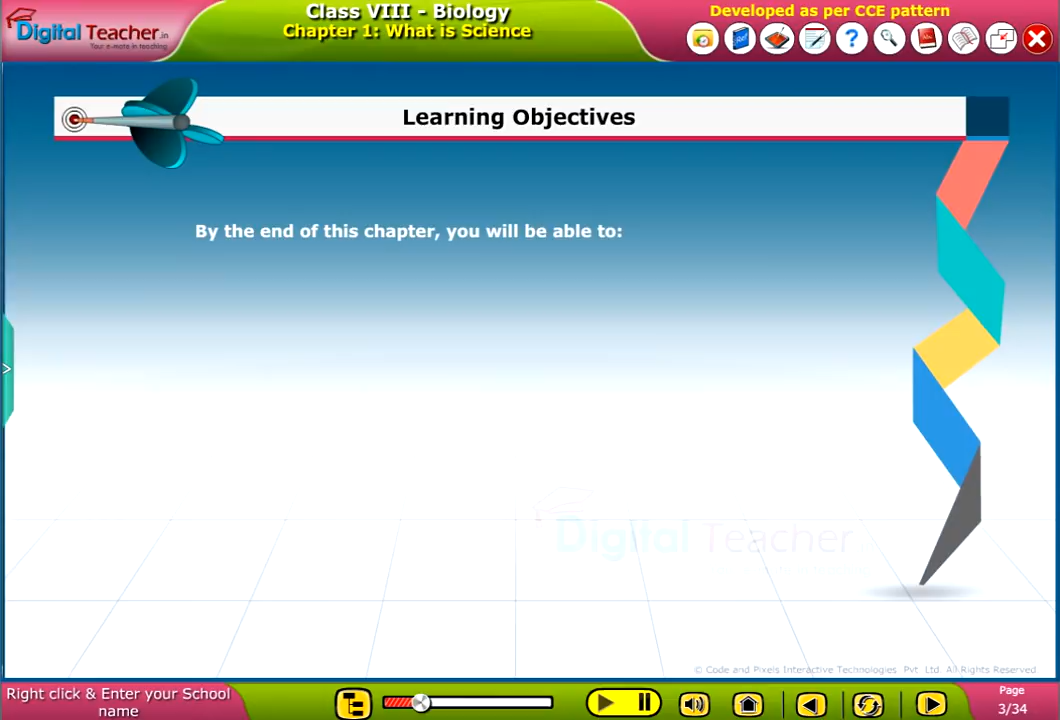 Digital Teacher.in
Your e-mate in teaching
Class VIII - Biology
Chapter 1: What is Science
Developed as per CCE pattern
Learning Objectives
By the end of this chapter, you will be able to:
Digital Teacher.
© Code and Pixels Interactive Technologies. Pvt. Ltd. All Rights Reserved
Right click & Enter your School
name
Page
3/34